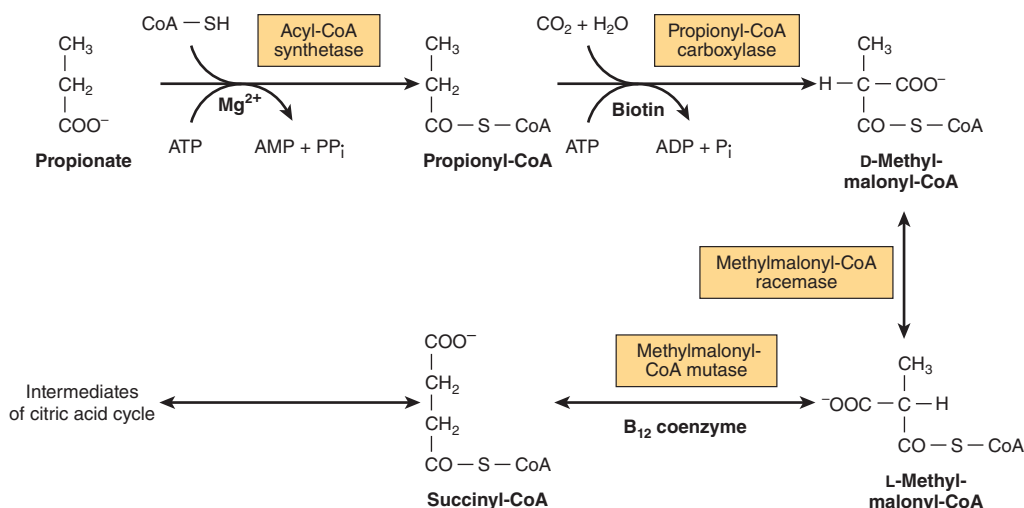 CoA — SH
Acyl-CoA
synthetase
CO₂ + H₂O
Propionyl-CoA
carboxylase
CH₃
CH₂
COO⁻
Propionate
Mg²⁺
ATP
AMP + PPᵢ
CH₃
CH₂
CO — S — CoA
Propionyl-CoA
Biotin
ATP
ADP + Pᵢ
CH₃
H — C — COO⁻
CO — S — CoA
D-Methyl-
malonyl-CoA
Methylmalonyl-CoA
racemase
Intermediates
of citric acid cycle
COO⁻
CH₂
CH₂
CO — S — CoA
Succinyl-CoA
Methylmalonyl-
CoA mutase
B₁₂ coenzyme
CH₃
⁻OOC — C — H
CO — S — CoA
L-Methyl-
malonyl-CoA